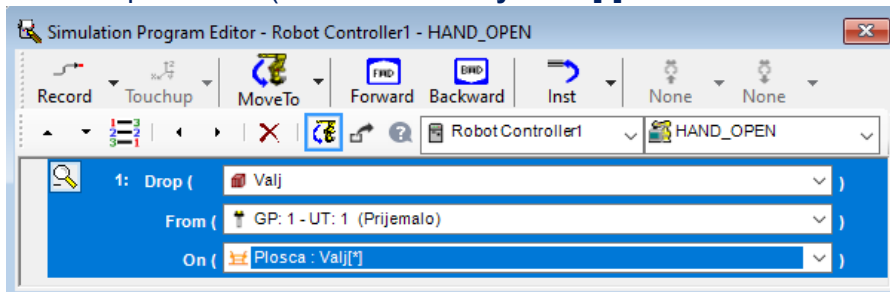 Simulation Program Editor - Robot Controller1 - HAND_OPEN
Record Touchup MoveTo FWD Forward BWD Backward Inst None None
Robot Controller1 HAND_OPEN
1: Drop ( Valj )
From ( GP: 1 - UT: 1 (Prijemalo) )
On ( Plosca : Valj[*] )